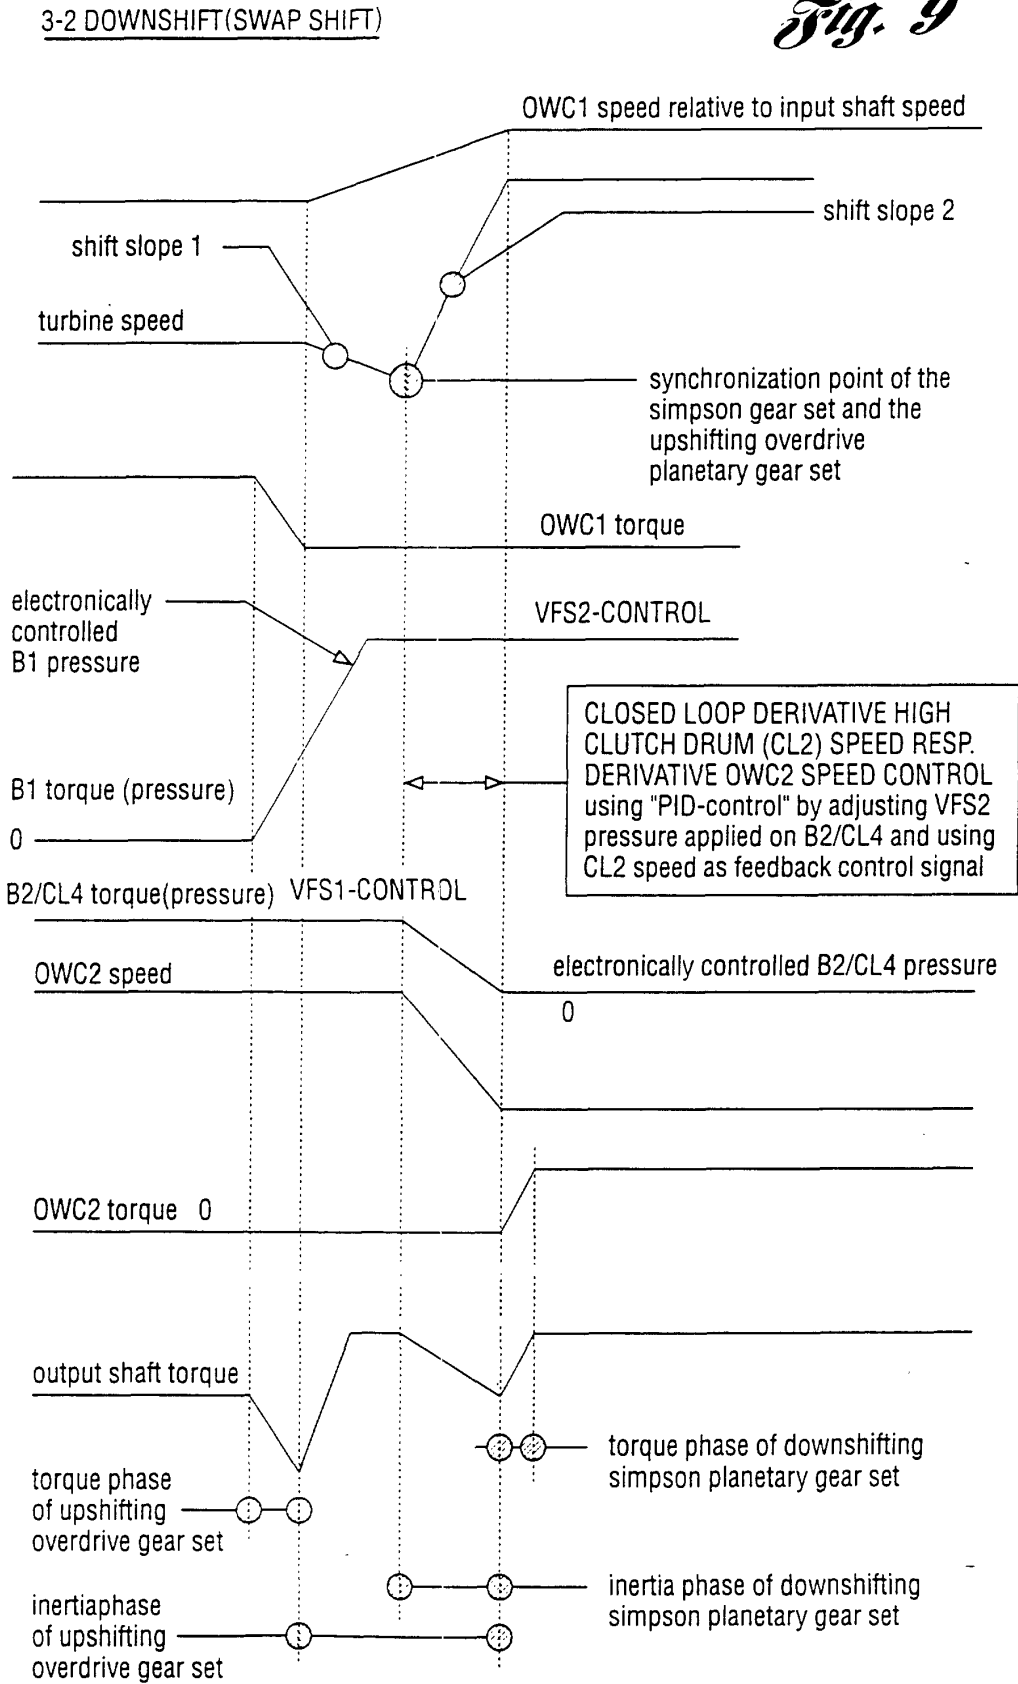 3-2 DOWNSHIFT(SWAP SHIFT)
Fig. 9
OWC1 speed relative to input shaft speed
shift slope 2
shift slope 1
turbine speed
synchronization point of the
simpson gear set and the
upshifting overdrive
planetary gear set
OWC1 torque
electronically
controlled
B1 pressure
VFS2-CONTROL
CLOSED LOOP DERIVATIVE HIGH
CLUTCH DRUM (CL2) SPEED RESP.
DERIVATIVE OWC2 SPEED CONTROL
using "PID-control" by adjusting VFS2
pressure applied on B2/CL4 and using
CL2 speed as feedback control signal
B1 torque (pressure)
0
B2/CL4 torque(pressure)
VFS1-CONTROL
OWC2 speed
electronically controlled B2/CL4 pressure
0
OWC2 torque 0
output shaft torque
torque phase of downshifting
simpson planetary gear set
torque phase
of upshifting
overdrive gear set
inertia phase of downshifting
simpson planetary gear set
inertiaphase
of upshifting
overdrive gear set